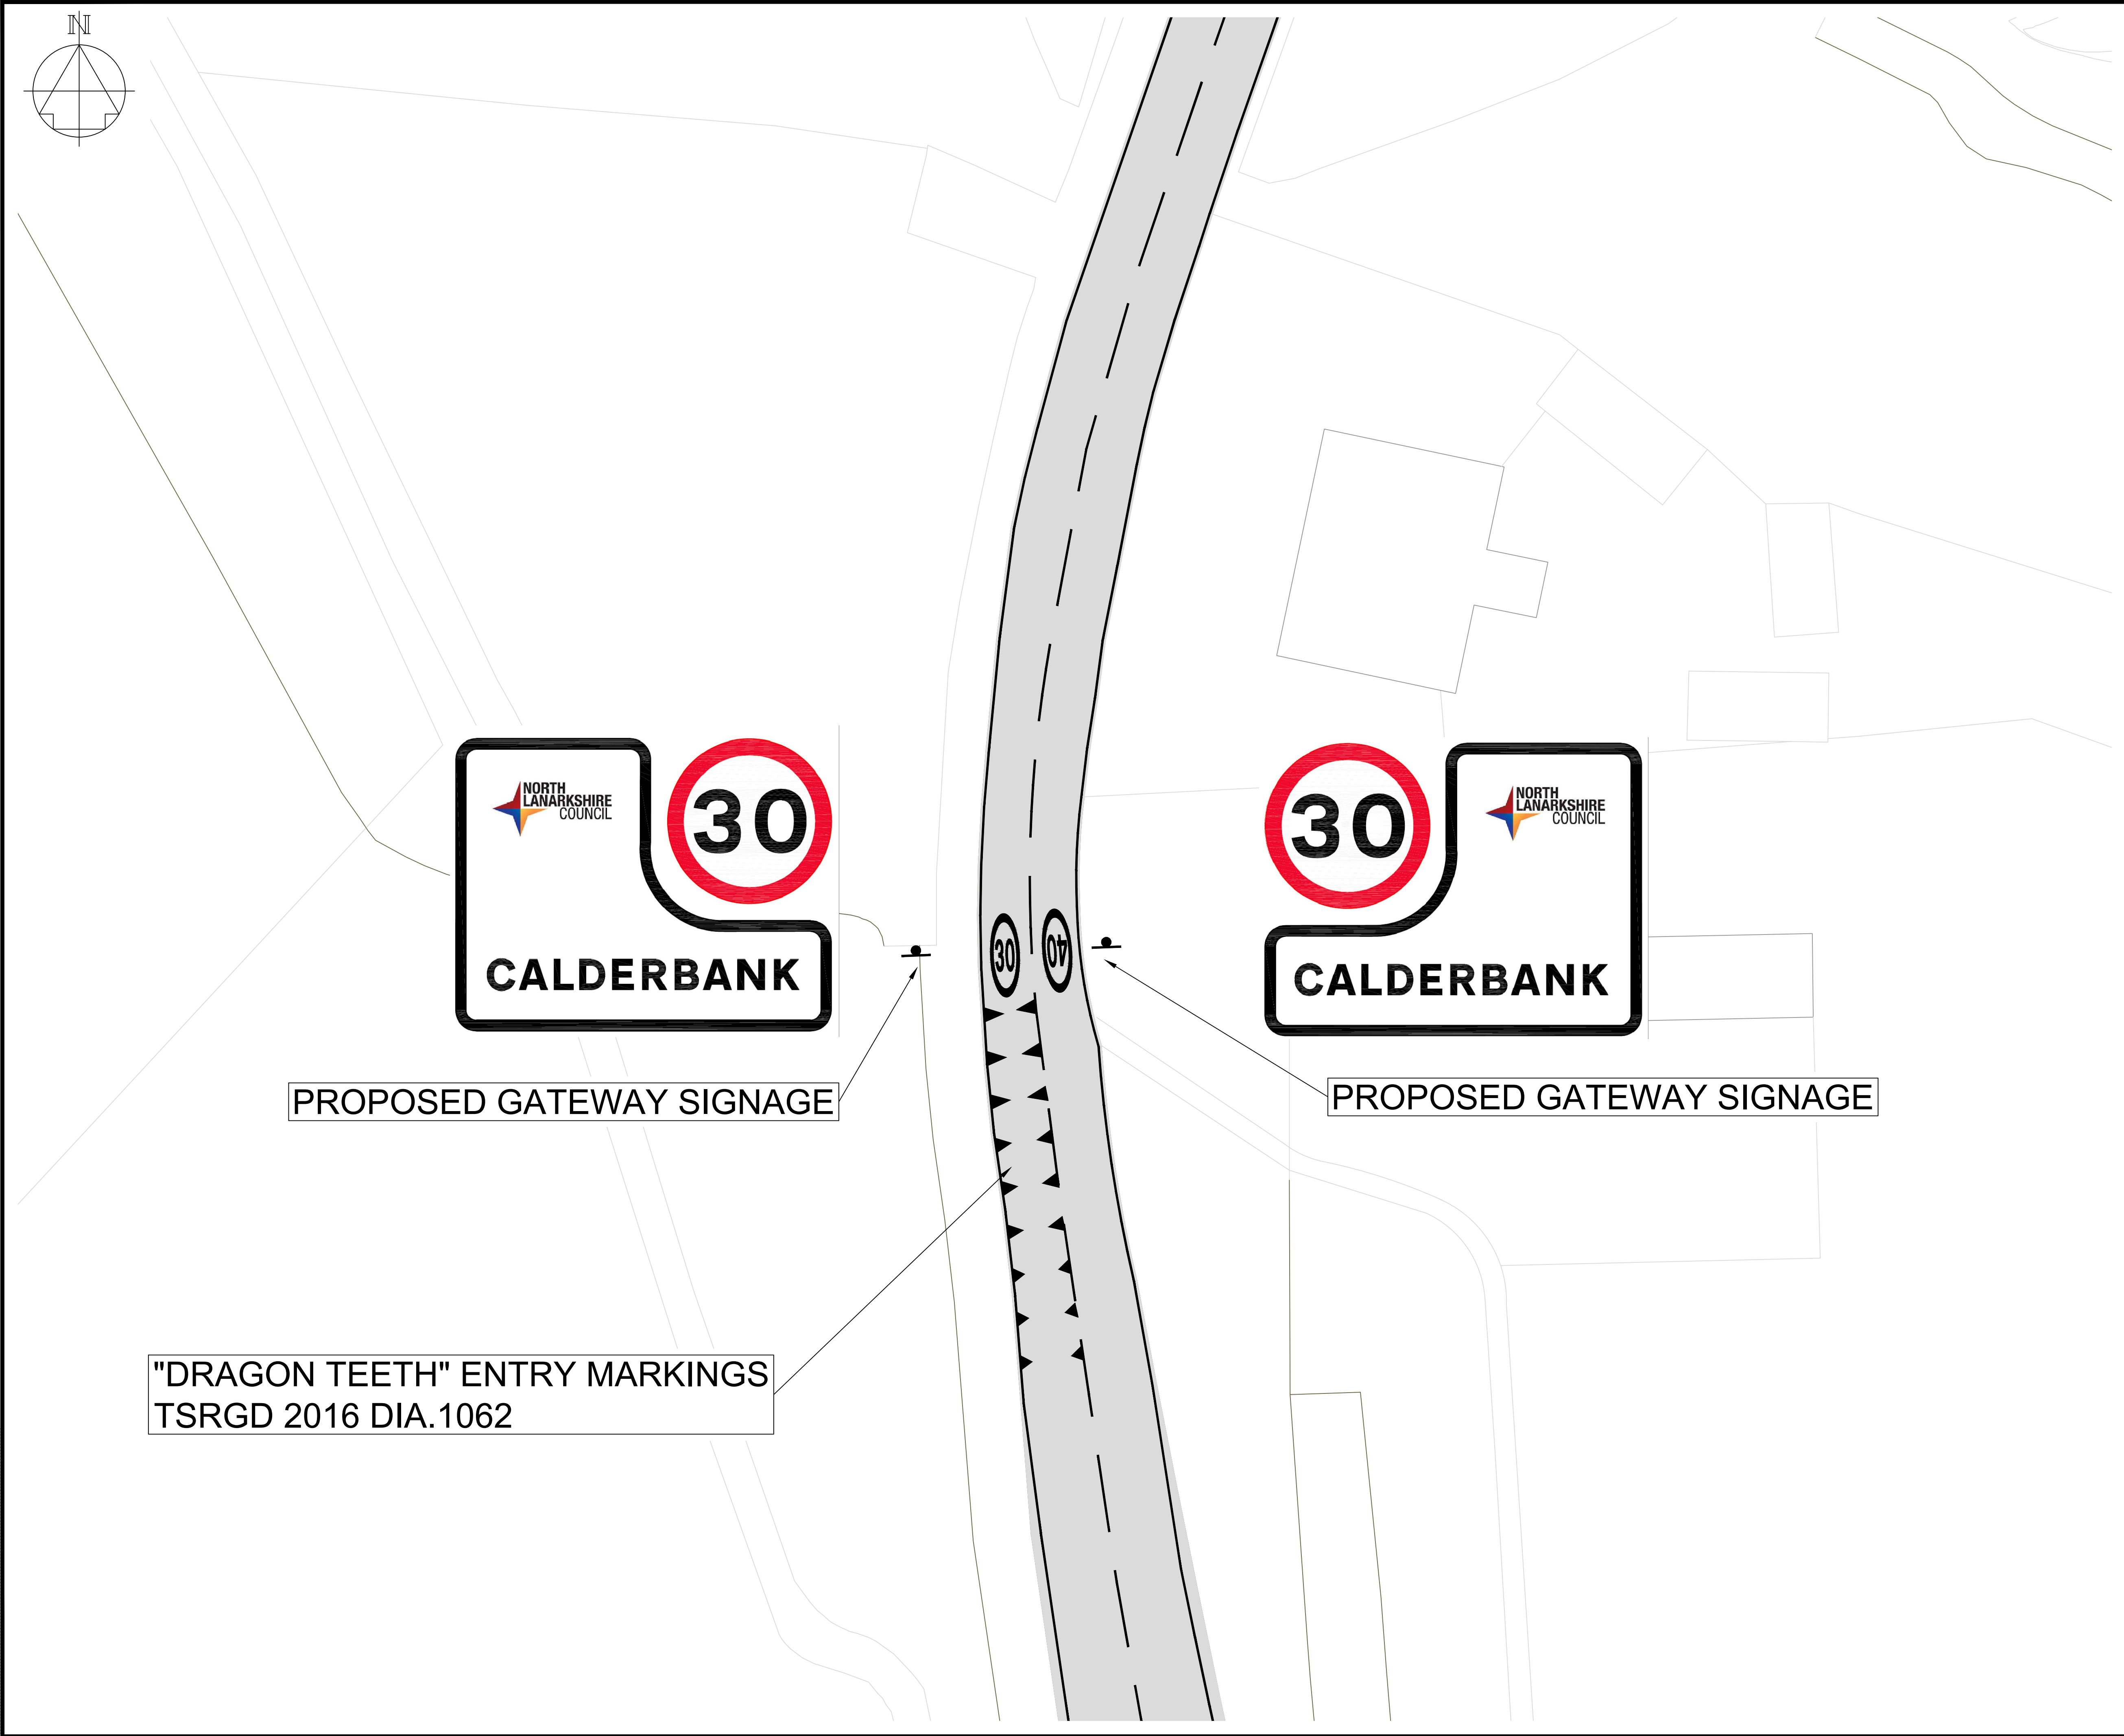 N
NORTH
LANARKSHIRE
COUNCIL
30
CALDERBANK
30
NORTH
LANARKSHIRE
COUNCIL
CALDERBANK
30
40
PROPOSED GATEWAY SIGNAGE
PROPOSED GATEWAY SIGNAGE
"DRAGON TEETH" ENTRY MARKINGS
TSRGD 2016 DIA.1062